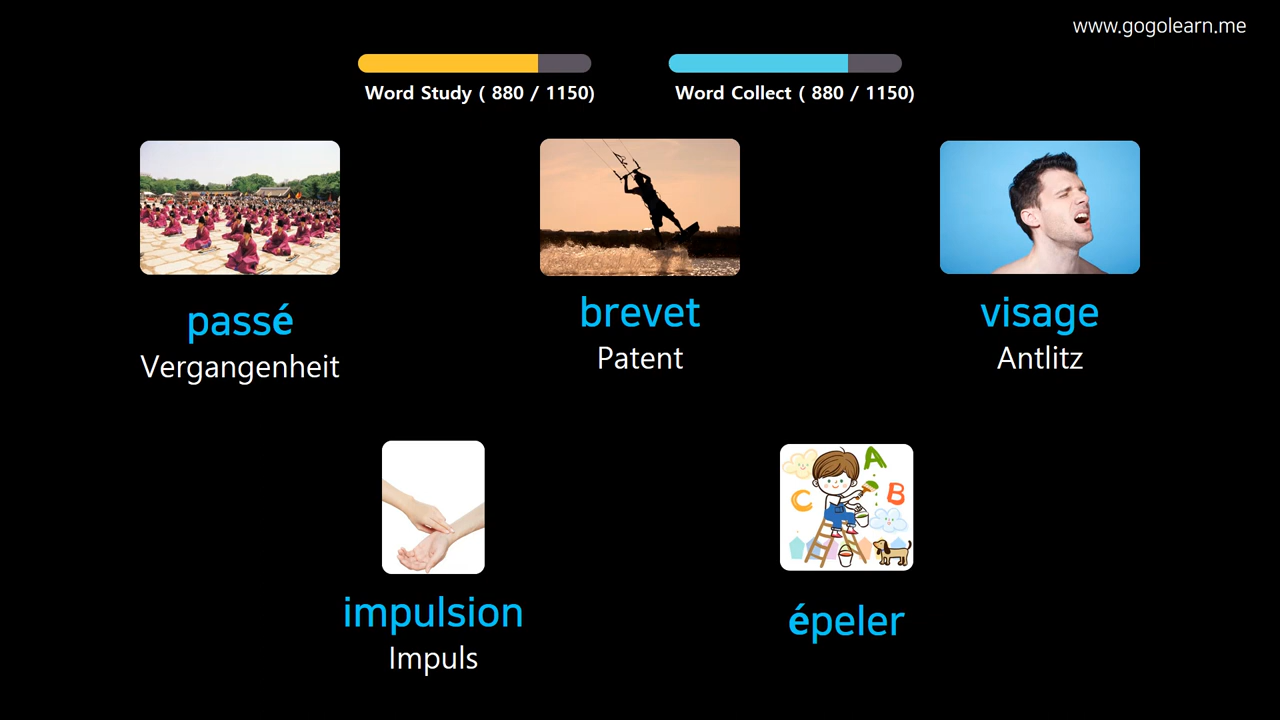 www.gogolearn.me
Word Study ( 880 / 1150)
Word Collect ( 880 / 1150)
passé
Vergangenheit
brevet
Patent
visage
Antlitz
A
B
C
impulsion
Impuls
épeler